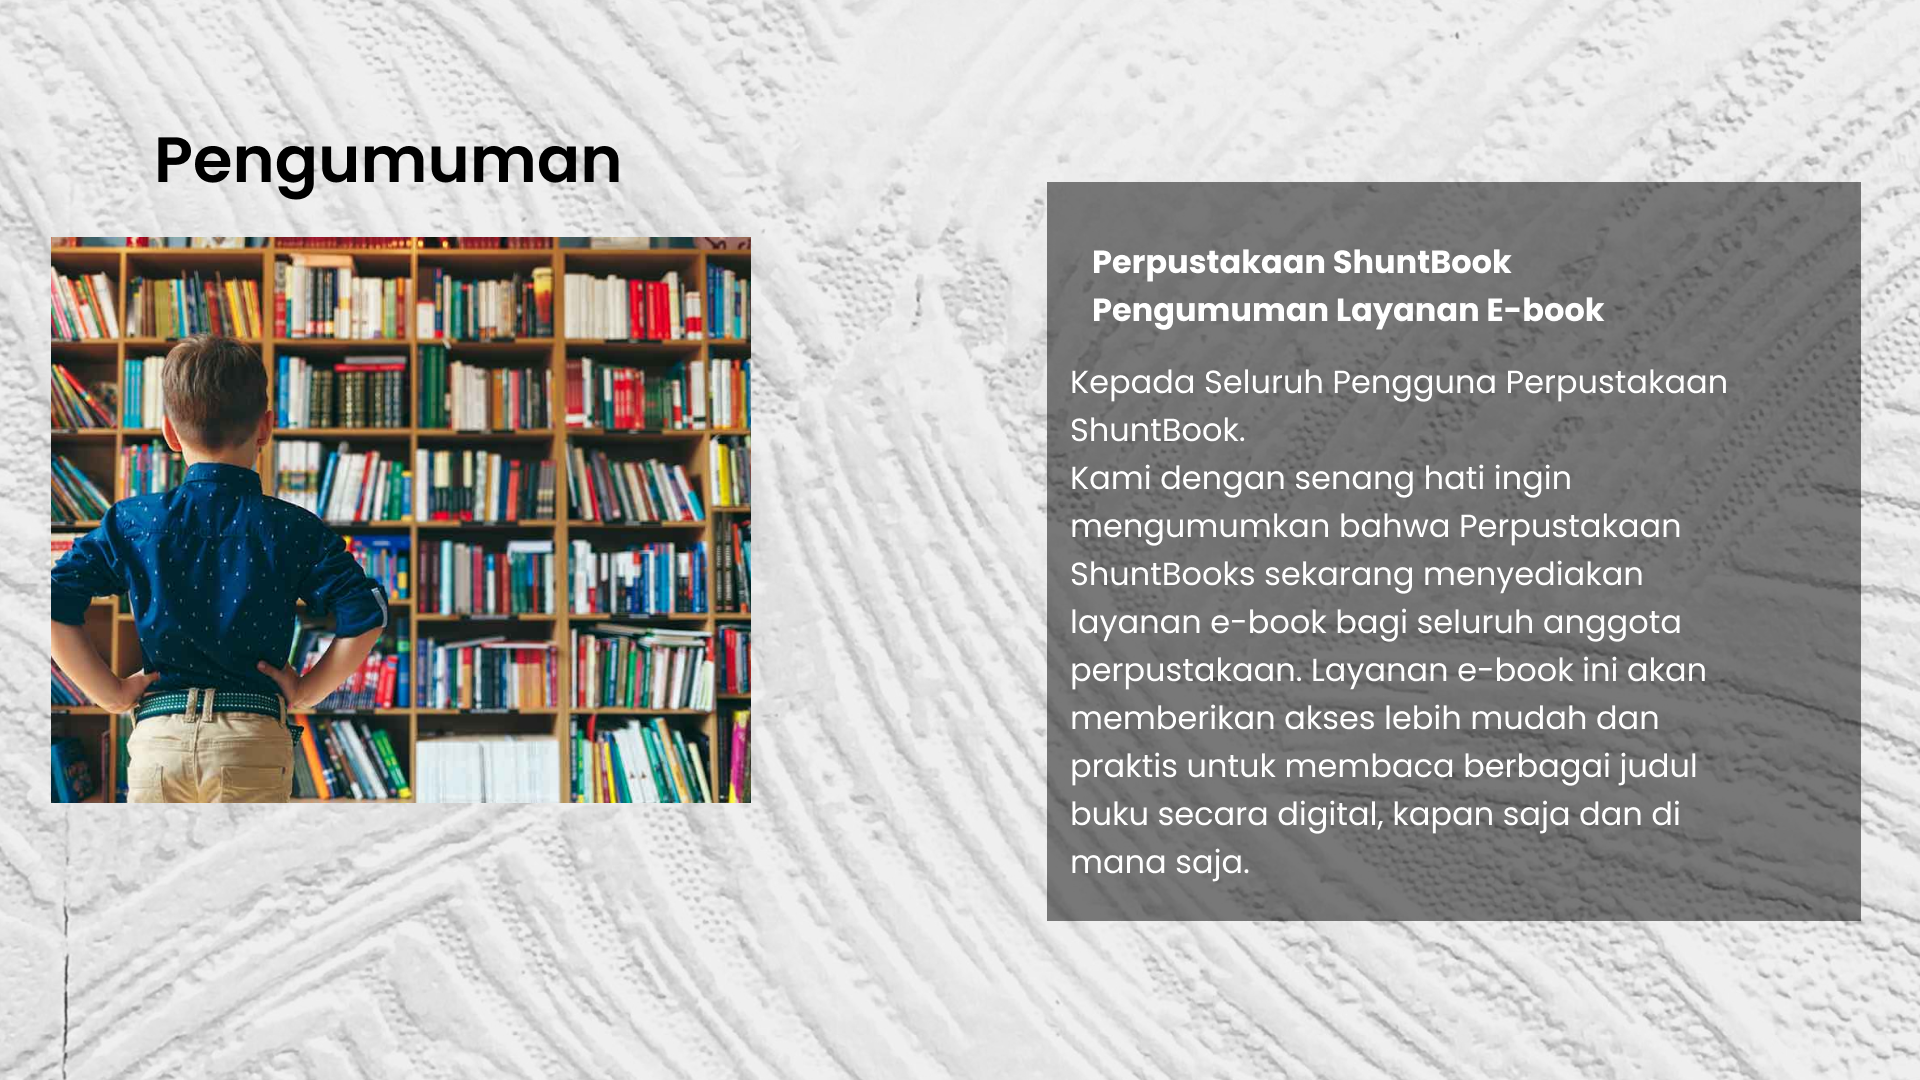 Pengumuman
Perpustakaan ShuntBook
Pengumuman Layanan E-book
Kepada Seluruh Pengguna Perpustakaan
ShuntBook.
Kami dengan senang hati ingin
mengumumkan bahwa Perpustakaan
ShuntBooks sekarang menyediakan
layanan e-book bagi seluruh anggota
perpustakaan. Layanan e-book ini akan
memberikan akses lebih mudah dan
praktis untuk membaca berbagai judul
buku secara digital, kapan saja dan di
mana saja.